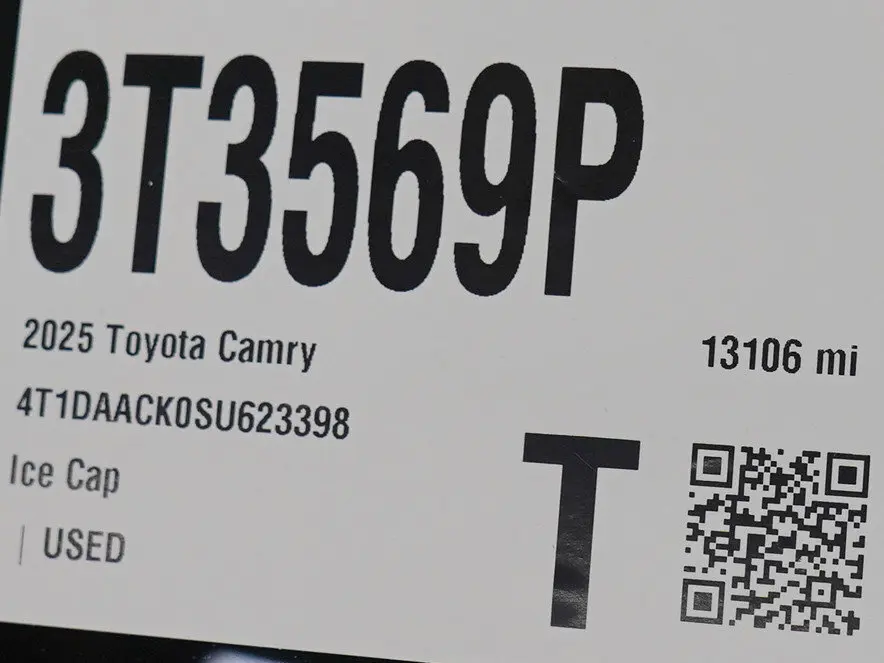 3T3569P
2025 Toyota Camry
13106 mi
4T1DAACK0SU623398
Ice Cap
T
| USED